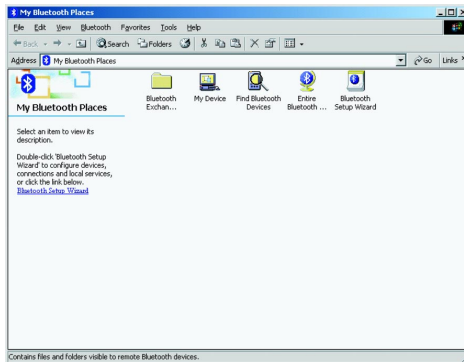 My Bluetooth Places
File Edit View Bluetooth Favorites Tools Help
Back Search Folders
Address My Bluetooth Places Go Links
My Bluetooth Places
Select an item to view its
description.
Double-click 'Bluetooth Setup
Wizard' to configure devices,
connections and local services,
or click the link below.
Bluetooth Setup Wizard
Bluetooth
Exchan...
My Device
Find Bluetooth
Devices
Entire
Bluetooth ...
Bluetooth
Setup Wizard
Contains files and folders visible to remote Bluetooth devices.